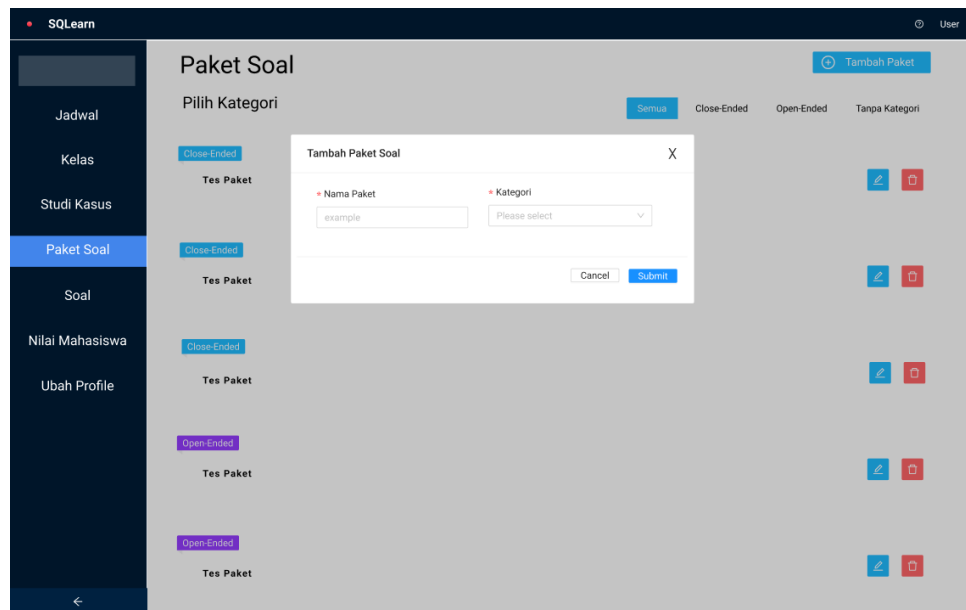 SQLearn
User
Jadwal
Kelas
Studi Kasus
Paket Soal
Soal
Nilai Mahasiswa
Ubah Profile
Paket Soal
Tambah Paket
Pilih Kategori
Semua
Close-Ended
Open-Ended
Tanpa Kategori
Close-Ended
Tes Paket
Close-Ended
Tes Paket
Close-Ended
Tes Paket
Open-Ended
Tes Paket
Open-Ended
Tes Paket
Tambah Paket Soal
X
* Nama Paket
example
* Kategori
Please select
Cancel
Submit